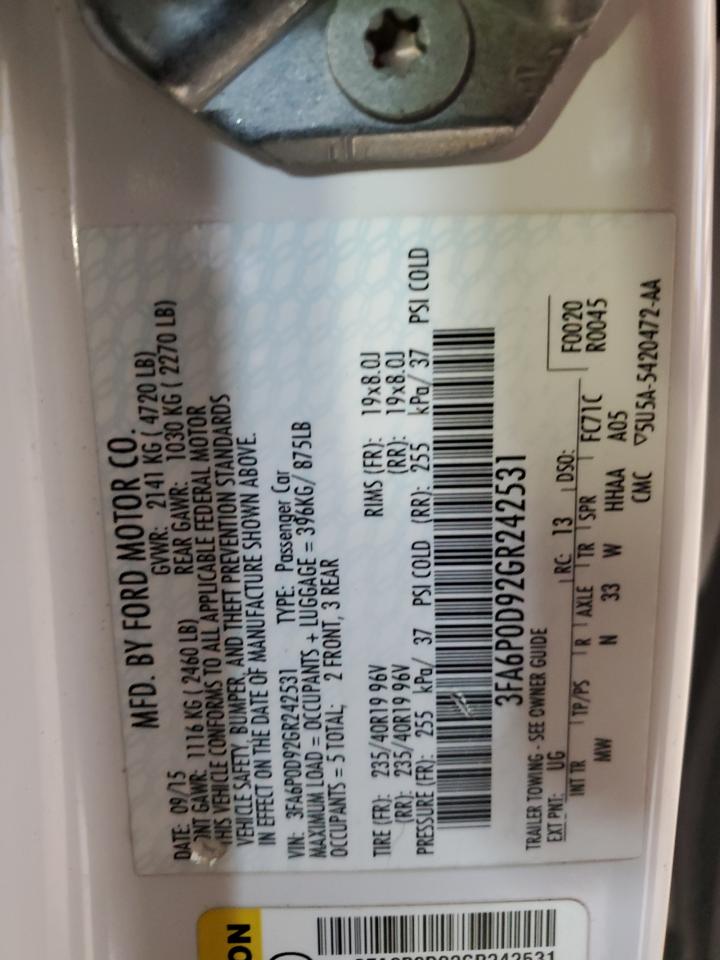 MFD. BY FORD MOTOR CO.
DATE: 09/15 GVWR: 2141 KG ( 4720 LB)
FRNT GAWR: 1116 KG ( 2460 LB) REAR GAWR: 1030 KG ( 2270 LB)
THIS VEHICLE CONFORMS TO ALL APPLICABLE FEDERAL MOTOR
VEHICLE SAFETY, BUMPER, AND THEFT PREVENTION STANDARDS
IN EFFECT ON THE DATE OF MANUFACTURE SHOWN ABOVE.
VIN: 3FA6P0D92GR242531 TYPE: Passenger Car
MAXIMUM LOAD = OCCUPANTS + LUGGAGE = 396KG/ 875LB
OCCUPANTS = 5 TOTAL; 2 FRONT, 3 REAR
TIRE (FR): 235/40R19 96V RIMS (FR): 19x8.0J
(RR): 235/40R19 96V (RR): 19x8.0J
PRESSURE (FR): 255 kPa/ 37 PSI COLD (RR): 255 kPa/ 37 PSI COLD
3FA6P0D92GR242531
TRAILER TOWING - SEE OWNER GUIDE
EXT PNT: UG RC: 13 DSO: F0020
INT TR TP/PS R AXLE TR SPR R0045
MW N 33 W HHAA FC71C
CMC A05
▽5U5A-5420472-AA
ON
3FA6P0D92GR242531